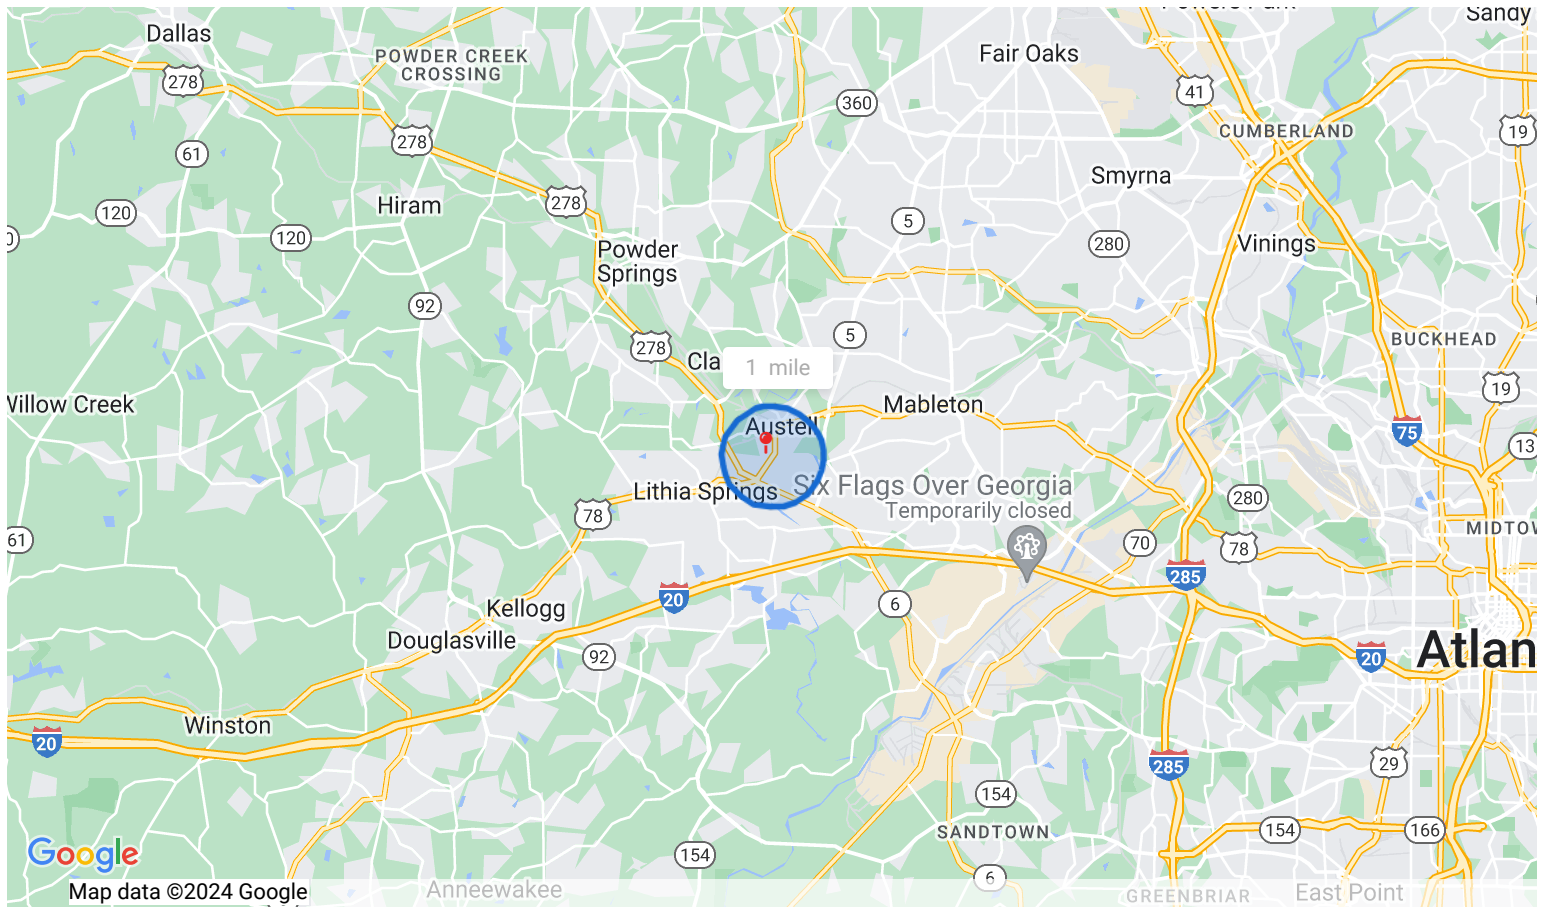 Powers Park
Sandy
Dallas
POWDER CREEK
CROSSING
Fair Oaks
278
41
360
CUMBERLAND
19
278
61
Smyrna
278
Hiram
120
5
120
280
Vinings
Powder
Springs
92
5
278
BUCKHEAD
Cla
1 mile
19
Willow Creek
Mableton
Austell
75
13
Six Flags Over Georgia
Temporarily closed
Lithia Springs
280
78
MIDTOW
61
70
78
285
20
Kellogg
6
Douglasville
92
20
Atlan
Winston
20
285
29
154
SANDTOWN
154
166
154
Google
6
Map data ©2024 Google
Anneewakee
GREENBRIAR
East Point